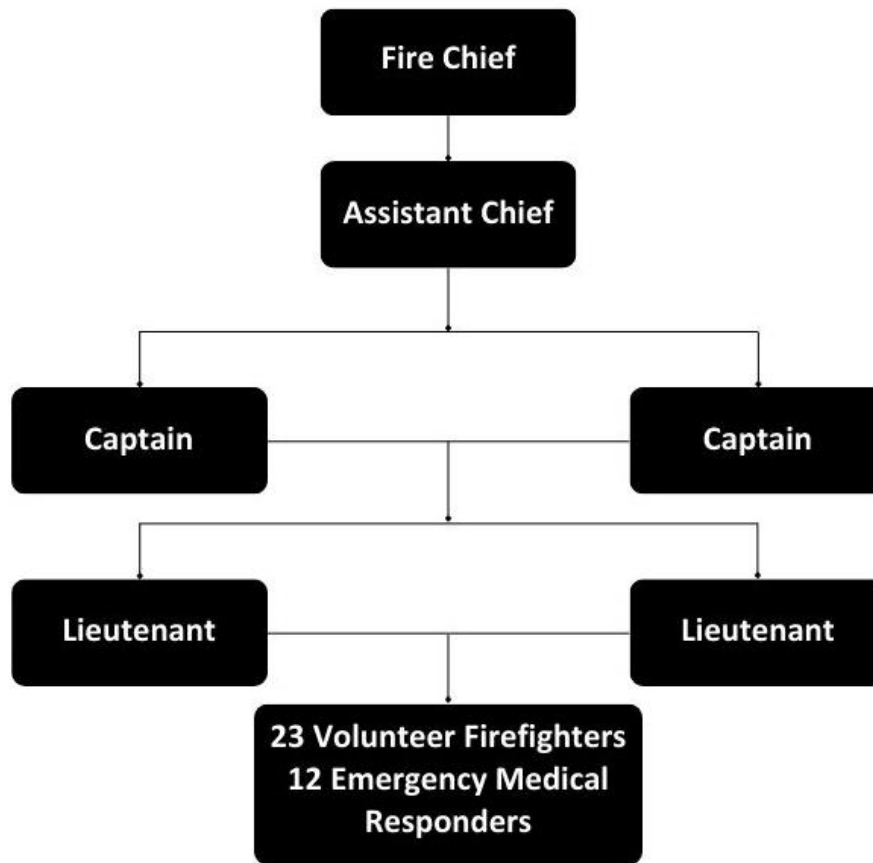 Fire Chief
Assistant Chief
Captain
Captain
Lieutenant
Lieutenant
23 Volunteer Firefighters
12 Emergency Medical
Responders